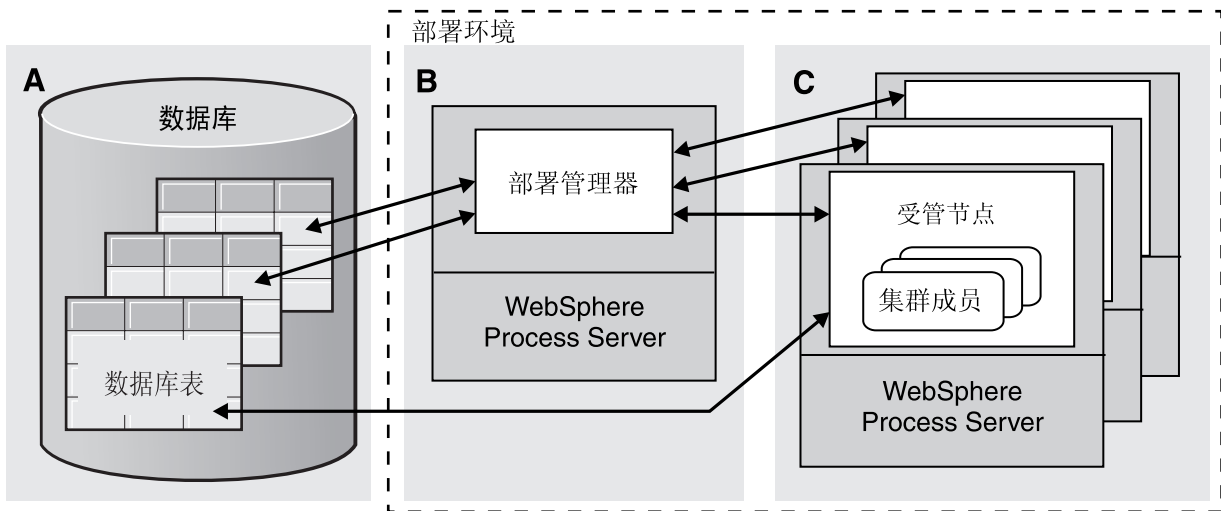 部署环境
A
数据库
数据库表
B
部署管理器
WebSphere
Process Server
C
受管节点
集群成员
WebSphere
Process Server